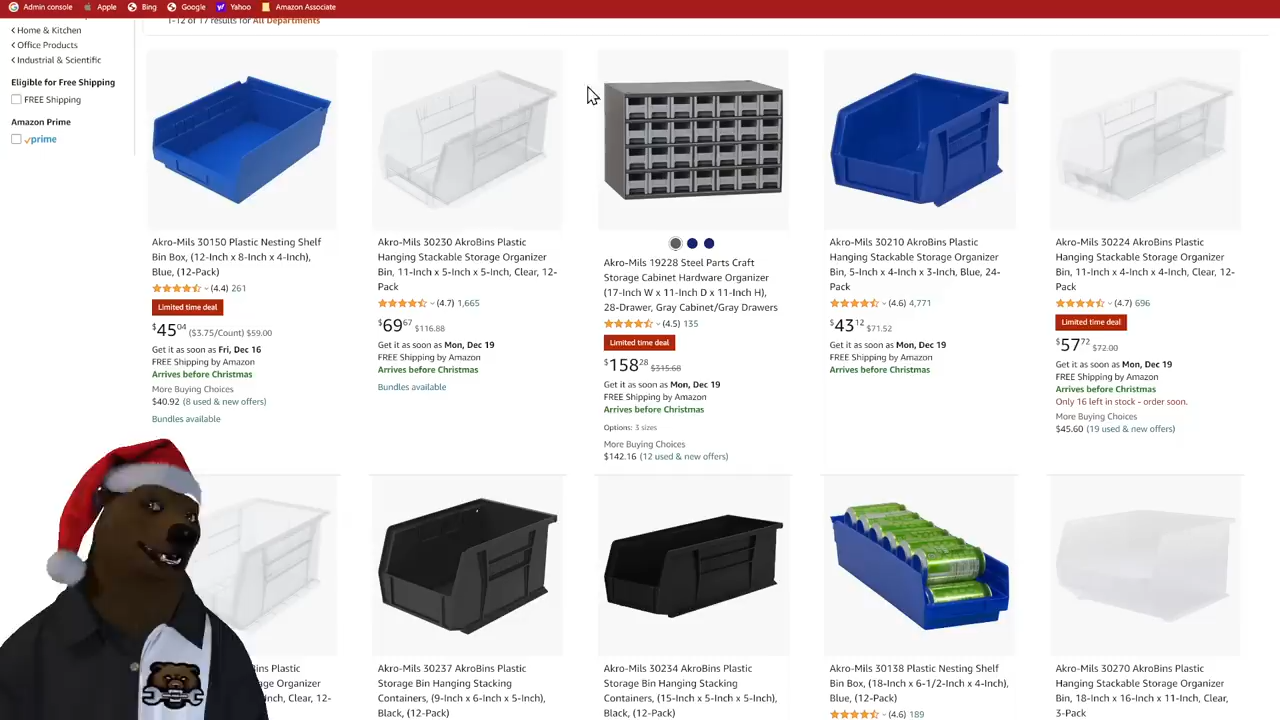 Admin console
Apple
Bing
Google
Yahoo
Amazon Associate
1-12 of 17 results for All Departments
Home & Kitchen
Office Products
Industrial & Scientific
Eligible for Free Shipping
FREE Shipping
Amazon Prime
prime
Akro-Mils 30150 Plastic Nesting Shelf
Bin Box, (12-Inch x 8-Inch x 4-Inch),
Blue, (12-Pack)
(4.4) 261
Limited time deal
$45.04 ($3.75/Count) $59.00
Get it as soon as Fri, Dec 16
FREE Shipping by Amazon
Arrives before Christmas
More Buying Choices
$40.92 (8 used & new offers)
Bundles available
Akro-Mils 30230 AkroBins Plastic
Hanging Stackable Storage Organizer
Bin, 11-Inch x 5-Inch x 5-Inch, Clear, 12-
Pack
(4.7) 1,665
$69.67 $116.88
Get it as soon as Mon, Dec 19
FREE Shipping by Amazon
Arrives before Christmas
Bundles available
Akro-Mils 19228 Steel Parts Craft
Storage Cabinet Hardware Organizer
(17-Inch W x 11-Inch D x 11-Inch H),
28-Drawer, Gray Cabinet/Gray Drawers
(4.5) 135
Limited time deal
$158.28 $315.68
Get it as soon as Mon, Dec 19
FREE Shipping by Amazon
Arrives before Christmas
Options: 3 sizes
More Buying Choices
$142.16 (12 used & new offers)
Akro-Mils 30210 AkroBins Plastic
Hanging Stackable Storage Organizer
Bin, 5-Inch x 4-Inch x 3-Inch, Blue, 24-
Pack
(4.6) 4,771
$43.12 $71.52
Get it as soon as Mon, Dec 19
FREE Shipping by Amazon
Arrives before Christmas
Akro-Mils 30224 AkroBins Plastic
Hanging Stackable Storage Organizer
Bin, 11-Inch x 4-Inch x 4-Inch, Clear, 12-
Pack
(4.7) 696
Limited time deal
$57.72 $72.00
Get it as soon as Mon, Dec 19
FREE Shipping by Amazon
Arrives before Christmas
Only 16 left in stock - order soon.
More Buying Choices
$45.60 (19 used & new offers)
Plastic
Organizer
Clear, 12-
Akro-Mils 30237 AkroBins Plastic
Storage Bin Hanging Stacking
Containers, (9-Inch x 6-Inch x 5-Inch),
Black, (12-Pack)
Akro-Mils 30234 AkroBins Plastic
Storage Bin Hanging Stacking
Containers, (15-Inch x 5-Inch x 5-Inch),
Black, (12-Pack)
Akro-Mils 30138 Plastic Nesting Shelf
Bin Box, (18-Inch x 6-1/2-Inch x 4-Inch),
Blue, (12-Pack)
(4.6) 189
Akro-Mils 30270 AkroBins Plastic
Hanging Stackable Storage Organizer
Bin, 18-Inch x 16-Inch x 11-Inch, Clear,
3-Pack